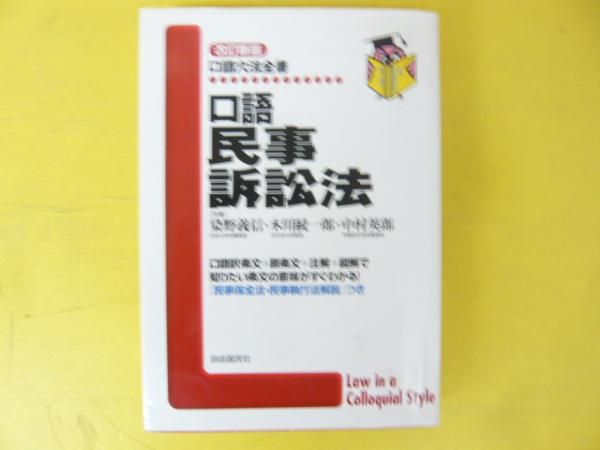 改訂新版
口語六法全書
口語
民事
訴訟法
染野義信・木川統一郎・中村英郎
口語訳条文＋原条文＋注解＋図解で
知りたい条文の意味がすぐわかる!
「民事保全法・民事執行法解説」つき
自由国民社
Law in a
Colloquial Style